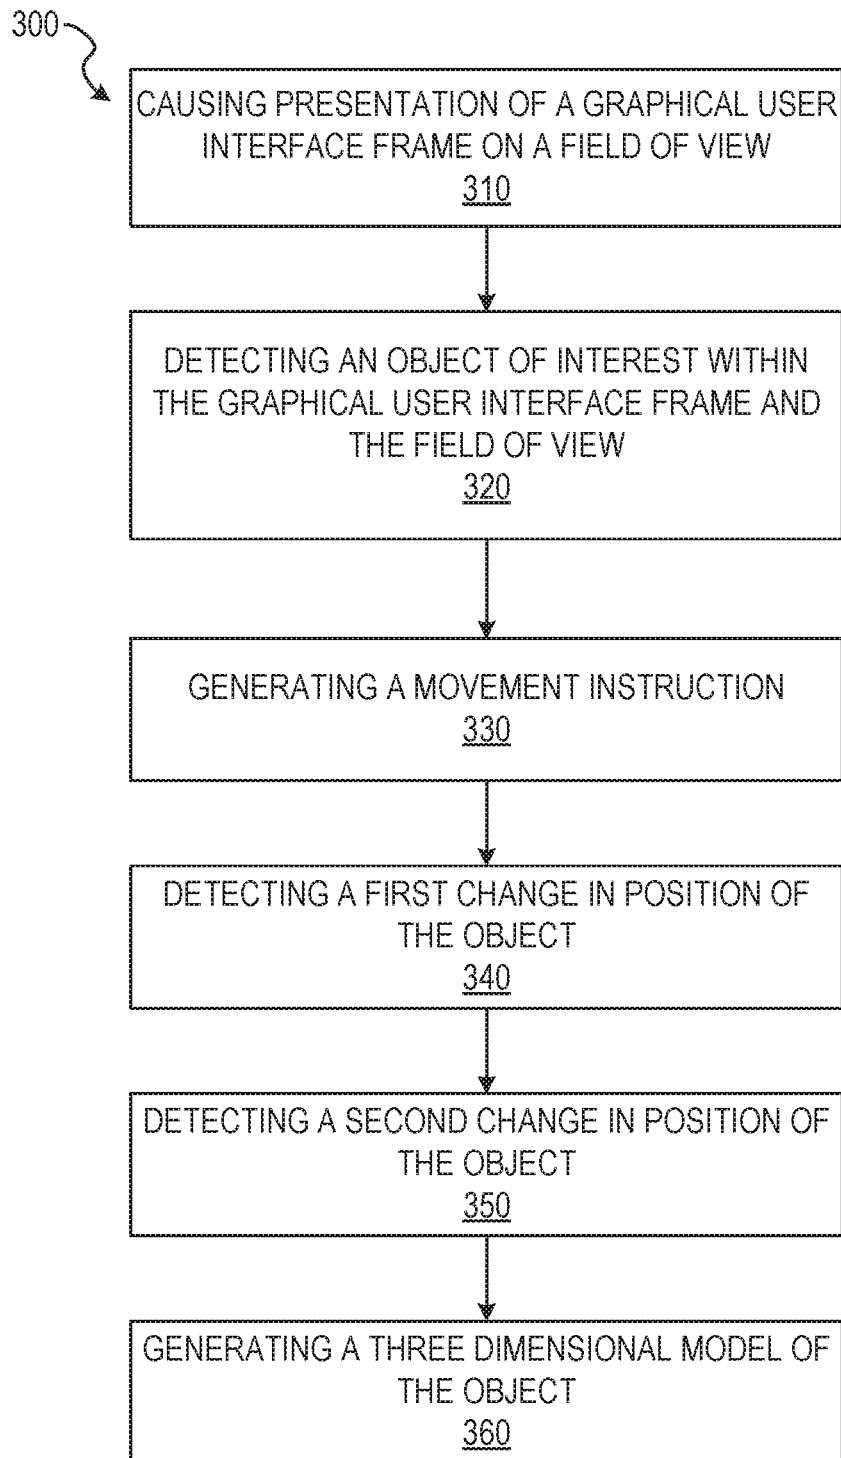 300
CAUSING PRESENTATION OF A GRAPHICAL USER
INTERFACE FRAME ON A FIELD OF VIEW
310
DETECTING AN OBJECT OF INTEREST WITHIN
THE GRAPHICAL USER INTERFACE FRAME AND
THE FIELD OF VIEW
320
GENERATING A MOVEMENT INSTRUCTION
330
DETECTING A FIRST CHANGE IN POSITION OF
THE OBJECT
340
DETECTING A SECOND CHANGE IN POSITION OF
THE OBJECT
350
GENERATING A THREE DIMENSIONAL MODEL OF
THE OBJECT
360